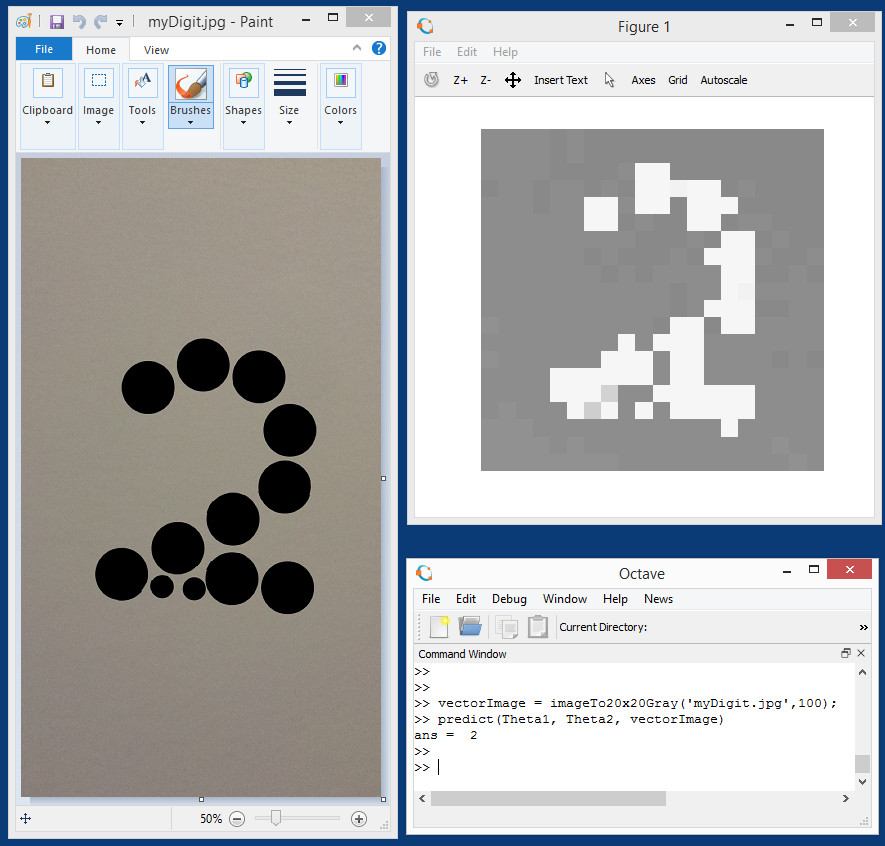 myDigit.jpg - Paint
File Home View
Clipboard Image Tools Brushes Shapes Size Colors
50%
Figure 1
File Edit Help
Z+ Z- Insert Text Axes Grid Autoscale
Octave
File Edit Debug Window Help News
Current Directory: »
Command Window
>>
>>
>> vectorImage = imageTo20x20Gray('myDigit.jpg',100);
>> predict(Theta1, Theta2, vectorImage)
ans =  2
>>
>>